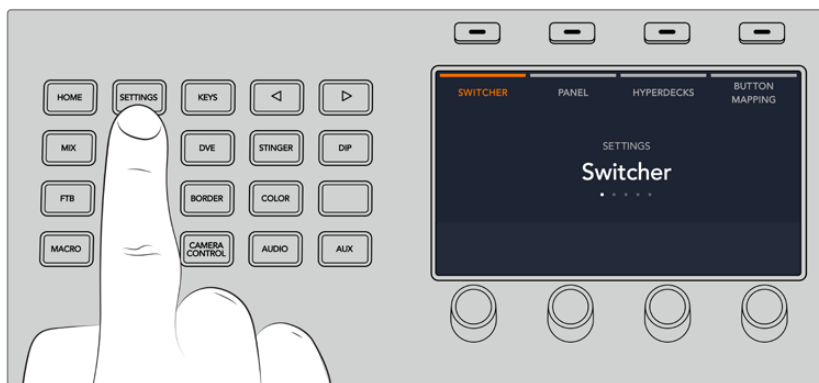 HOME SETTINGS KEYS
MIX DVE STINGER DIP
FTB BORDER COLOR
MACRO CAMERA CONTROL AUDIO AUX
SWITCHER PANEL HYPERDECKS BUTTON MAPPING
SETTINGS
Switcher